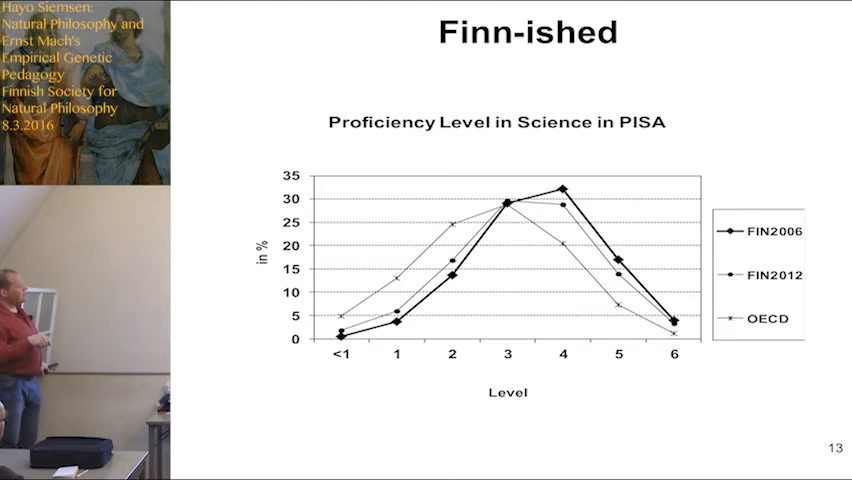 Hayo Siemsen:
Natural Philosophy and
Ernst Mach's
Empirical Genetic
Pedagogy
Finnish Society for
Natural Philosophy
8.3.2016
Finn-ished
Proficiency Level in Science in PISA
35
30
25
20
15
10
5
0
in %
<1 1 2 3 4 5 6
Level
FIN2006
FIN2012
OECD
13